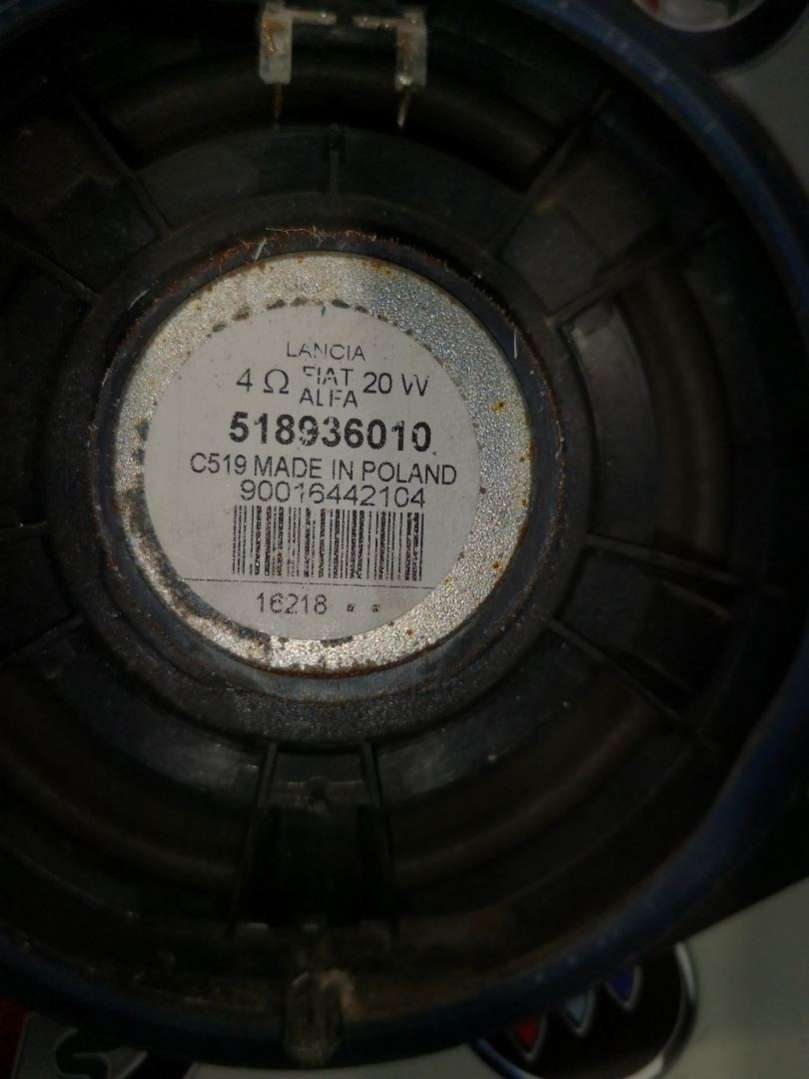 LANCIA
4 Ω FIAT 20 W
ALFA
518936010
C519 MADE IN POLAND
90016442104
16218